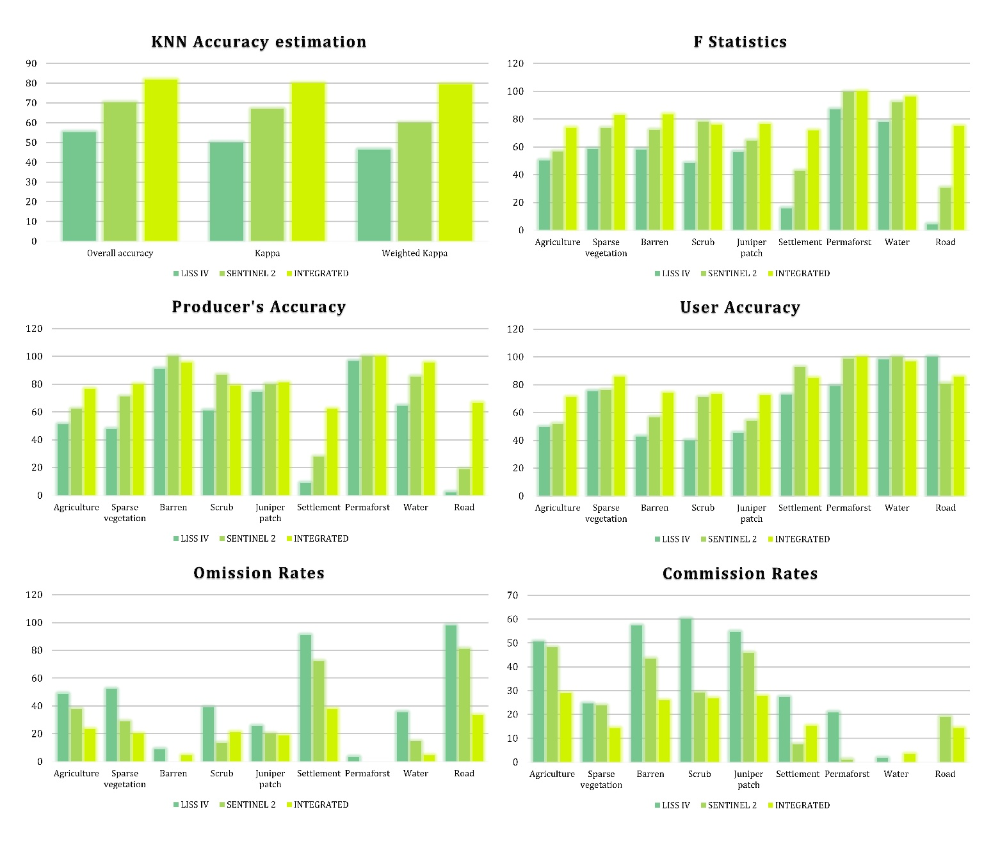 KNN Accuracy estimation
90
80
70
60
50
40
30
20
10
0
Overall accuracy Kappa Weighted Kappa
LISS IV SENTINEL 2 INTEGRATED
F Statistics
120
100
80
60
40
20
0
Agriculture Sparse Barren Scrub Juniper Settlement Permaforst Water Road
vegetation patch
LISS IV SENTINEL 2 INTEGRATED
Producer's Accuracy
120
100
80
60
40
20
0
Agriculture Sparse Barren Scrub Juniper Settlement Permaforst Water Road
vegetation patch
LISS IV SENTINEL 2 INTEGRATED
User Accuracy
120
100
80
60
40
20
0
Agriculture Sparse Barren Scrub Juniper Settlement Permaforst Water Road
vegetation patch
LISS IV SENTINEL 2 INTEGRATED
Omission Rates
120
100
80
60
40
20
0
Agriculture Sparse Barren Scrub Juniper Settlement Permaforst Water Road
vegetation patch
LISS IV SENTINEL 2 INTEGRATED
Commission Rates
70
60
50
40
30
20
10
0
Agriculture Sparse Barren Scrub Juniper Settlement Permaforst Water Road
vegetation patch
LISS IV SENTINEL 2 INTEGRATED